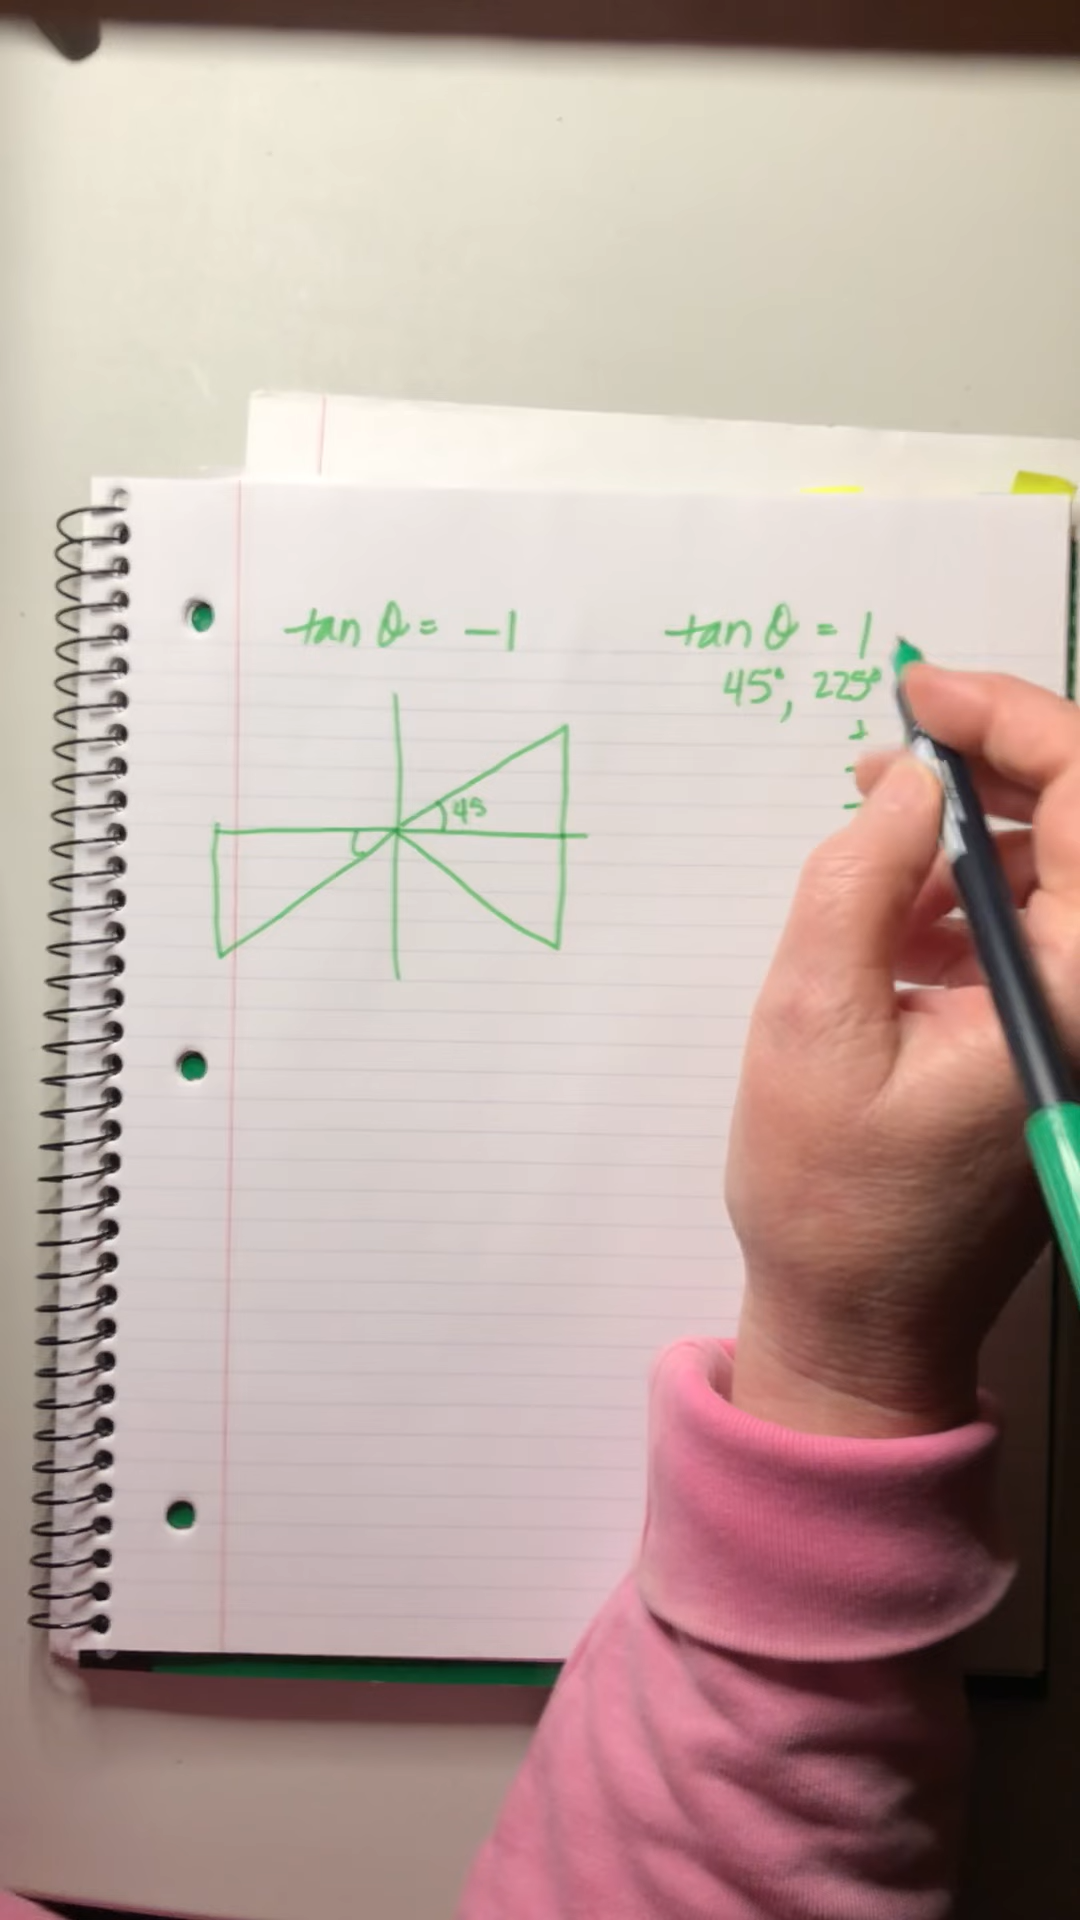 tan θ = -1
tan θ = 1
45°, 225°
45